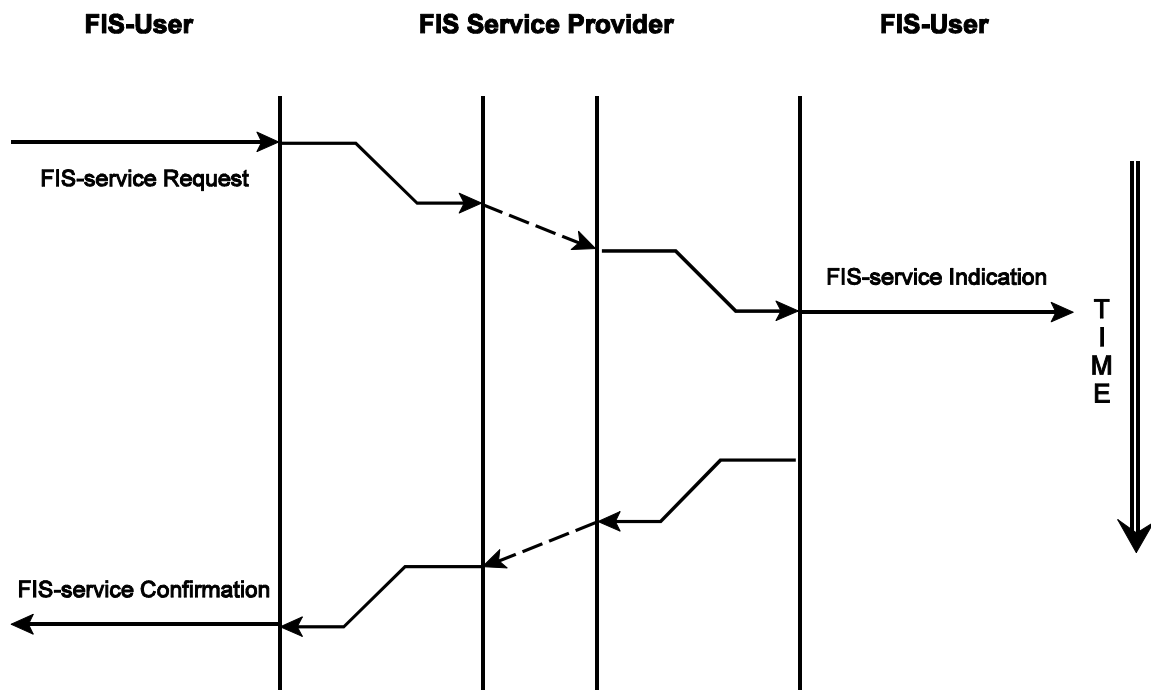 FIS-User
FIS Service Provider
FIS-User
FIS-service Request
FIS-service Indication
T
I
M
E
FIS-service Confirmation